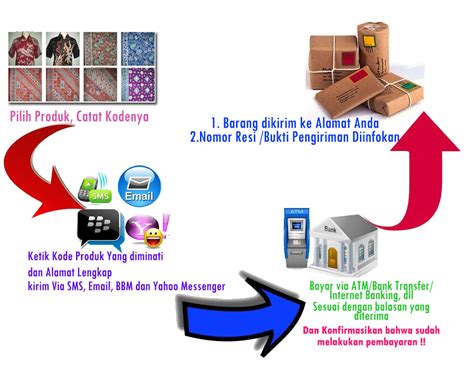 Pilih Produk, Catat Kodenya
1. Barang dikirim ke Alamat Anda
2.Nomor Resi /Bukti Pengiriman Diinfokan
SMS
Email
Ketik Kode Produk Yang diminati
dan Alamat Lengkap
kirim Via SMS, Email, BBM dan Yahoo Messenger
ATM
Bank
Bayar via ATM/Bank Transfer/
Internet Banking, dll
Sesuai dengan balasan yang
diterima
Dan Konfirmasikan bahwa sudah
melakukan pembayaran !!